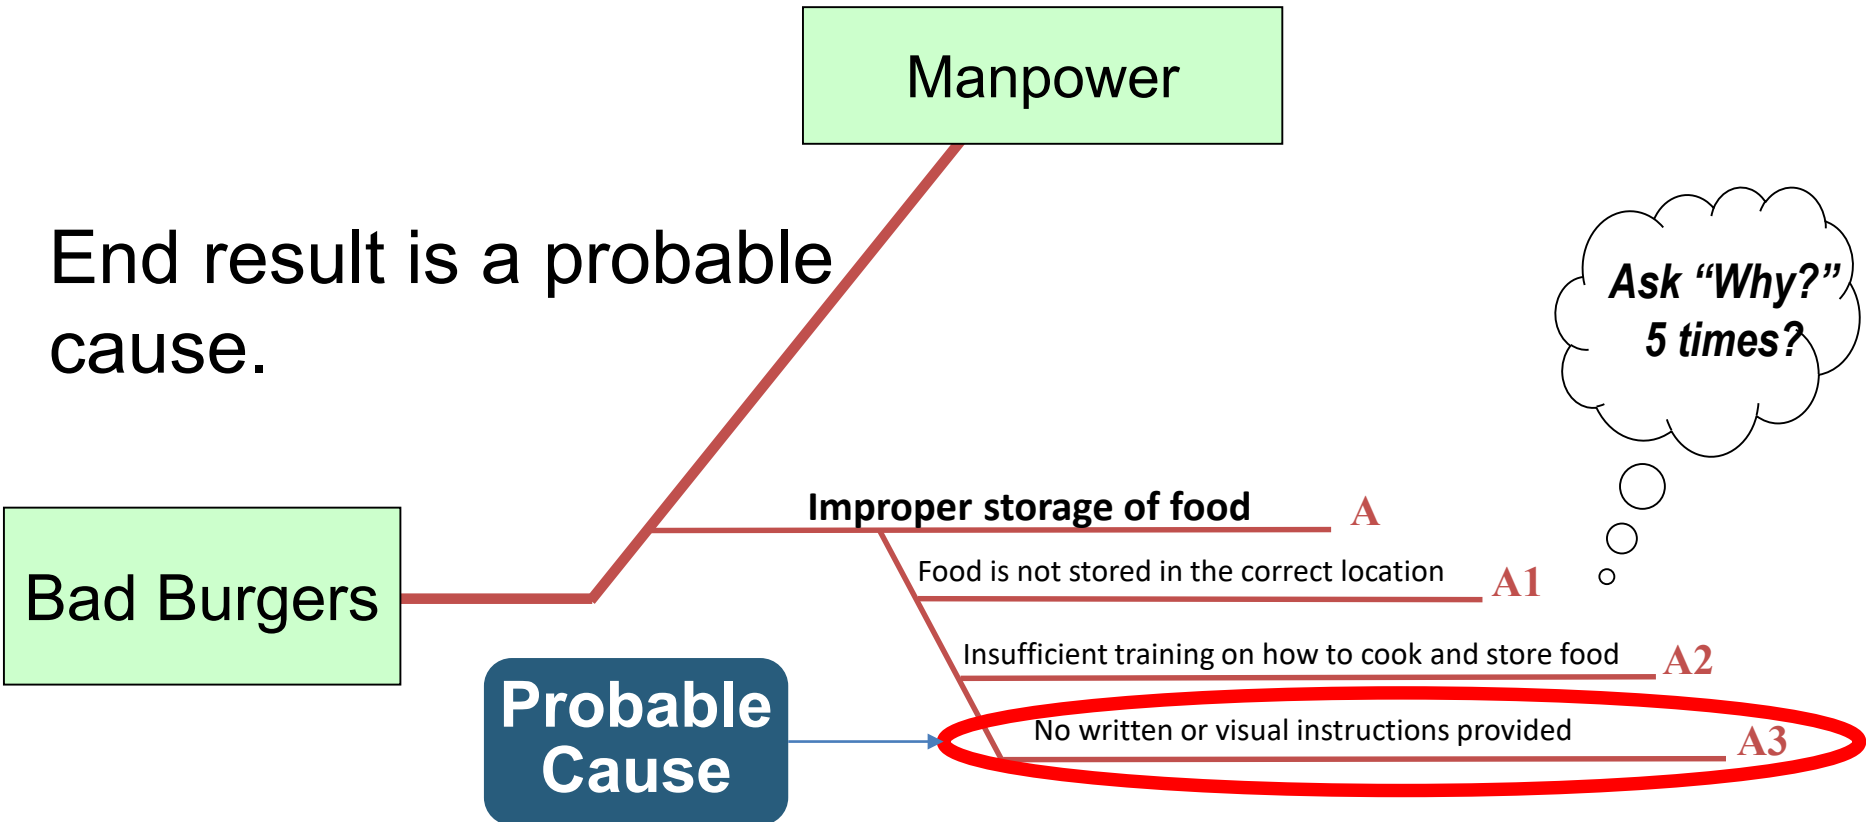 Manpower
End result is a probable
cause.
Ask “Why?”
5 times?
Improper storage of food A
Food is not stored in the correct location A1
Bad Burgers
Insufficient training on how to cook and store food A2
Probable
Cause
No written or visual instructions provided A3